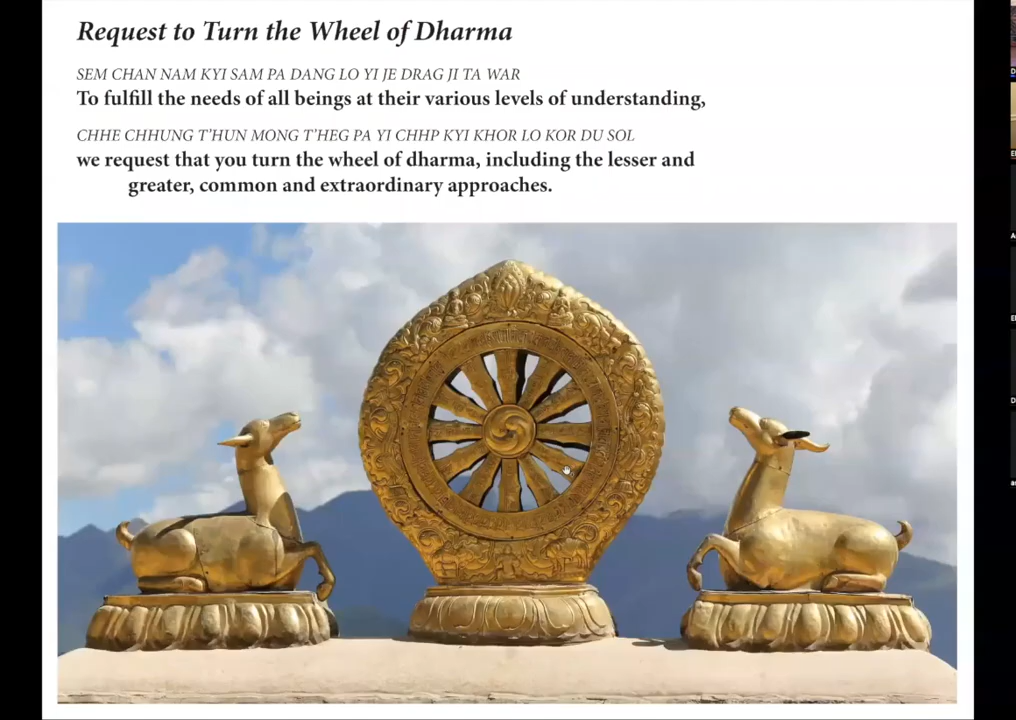 Request to Turn the Wheel of Dharma
SEM CHAN NAM KYI SAM PA DANG LO YI JE DRAG JI TA WAR
To fulfill the needs of all beings at their various levels of understanding,
CHHE CHHUNG T'HUN MONG T'HEG PA YI CHHP KYI KHOR LO KOR DU SOL
we request that you turn the wheel of dharma, including the lesser and
greater, common and extraordinary approaches.